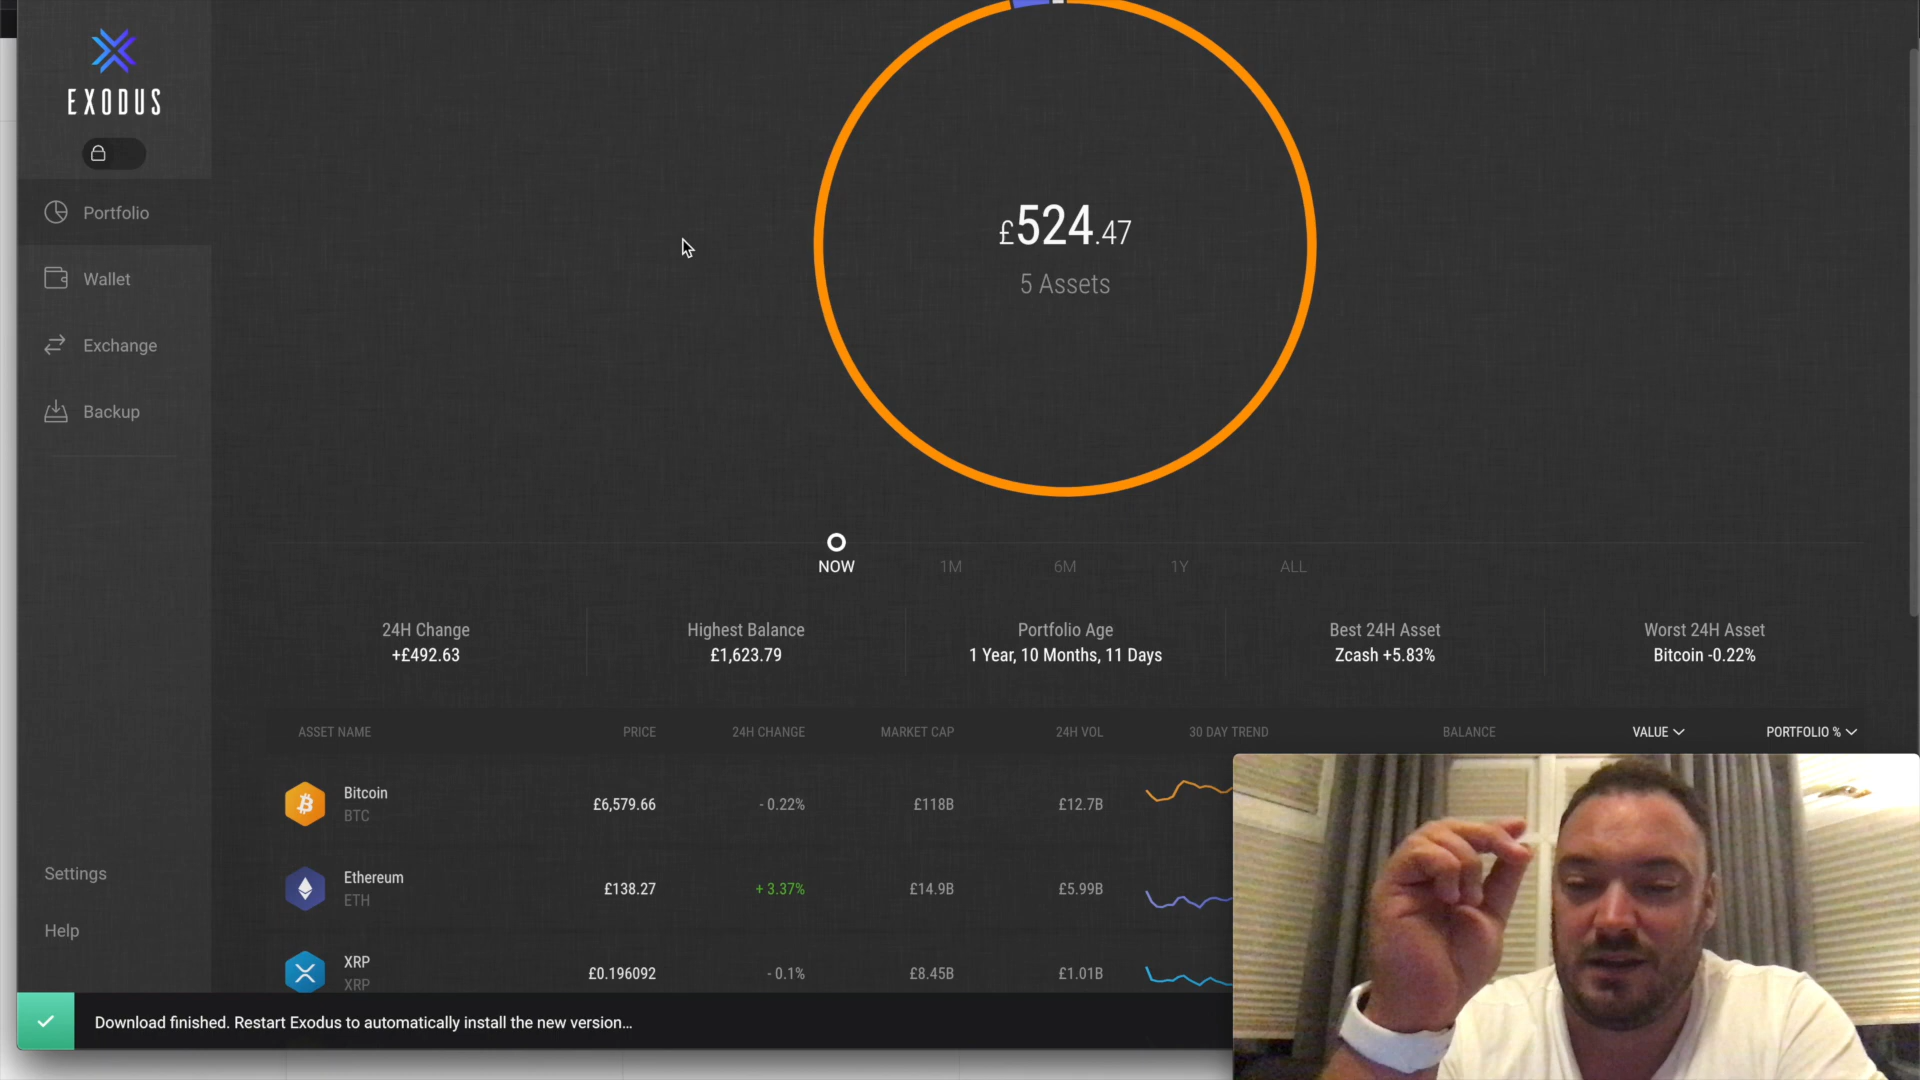 EXODUS
Portfolio
Wallet
Exchange
Backup
Settings
Help
£524.47
5 Assets
NOW
1M
6M
1Y
ALL
24H Change
+£492.63
Highest Balance
£1,623.79
Portfolio Age
1 Year, 10 Months, 11 Days
Best 24H Asset
Zcash +5.83%
Worst 24H Asset
Bitcoin -0.22%
ASSET NAME PRICE 24H CHANGE MARKET CAP 24H VOL 30 DAY TREND BALANCE VALUE PORTFOLIO %
Bitcoin
BTC
£6,579.66 - 0.22% £118B £12.7B
Ethereum
ETH
£138.27 + 3.37% £14.9B £5.99B
XRP
XRP
£0.196092 - 0.1% £8.45B £1.01B
Download finished. Restart Exodus to automatically install the new version...